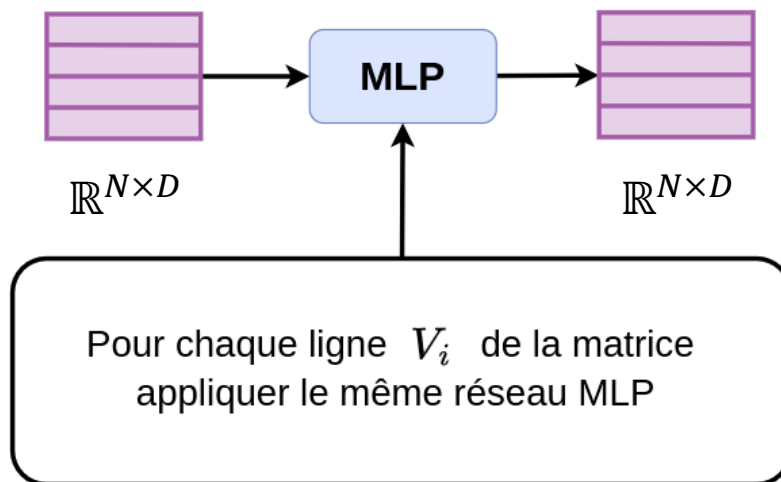 MLP
ℝ^{N×D}
ℝ^{N×D}
Pour chaque ligne V_i de la matrice
appliquer le même réseau MLP